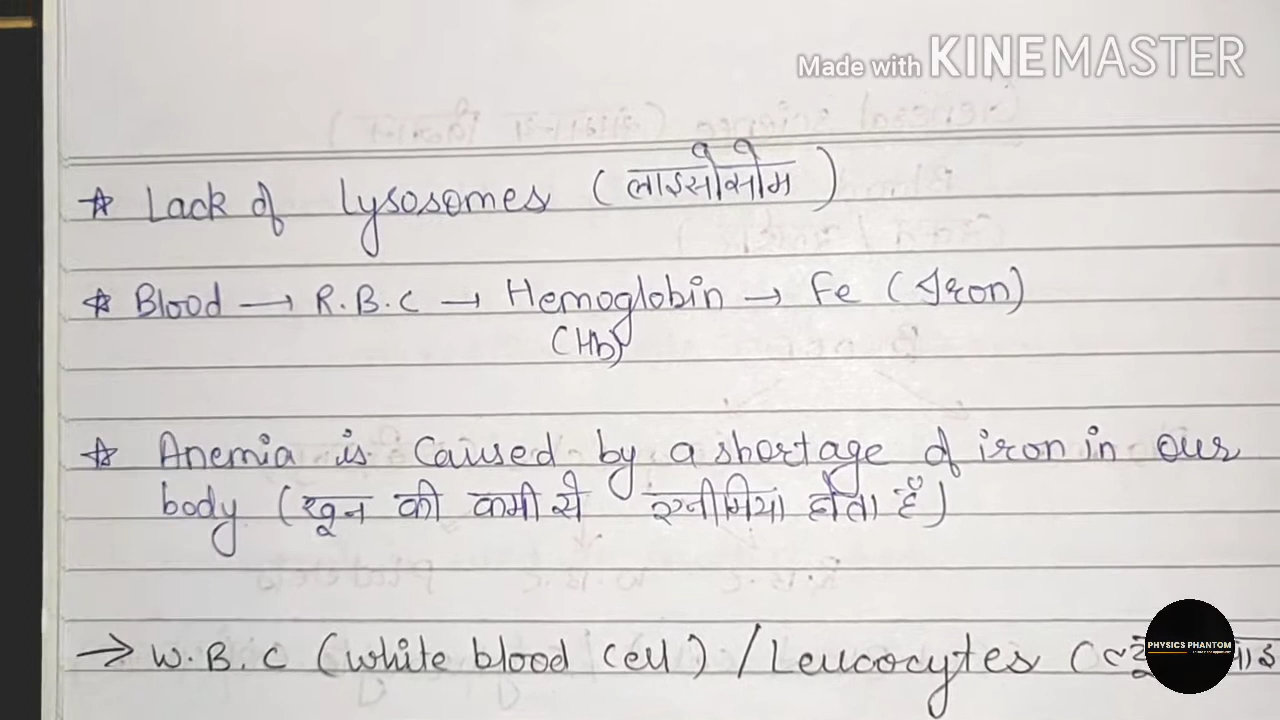 Made with KINEMASTER
☆ Lack of lysosomes (लाइसोसोम)
☆ Blood → R.B.C → Hemoglobin → Fe (Iron)
(Hb)
☆ Anemia is caused by a shortage of iron in our
body (खून की कमी से एनीमिया होता हैं)
→ W.B.C (white blood cell) / Leucocytes (
PHYSICS PHANTOM